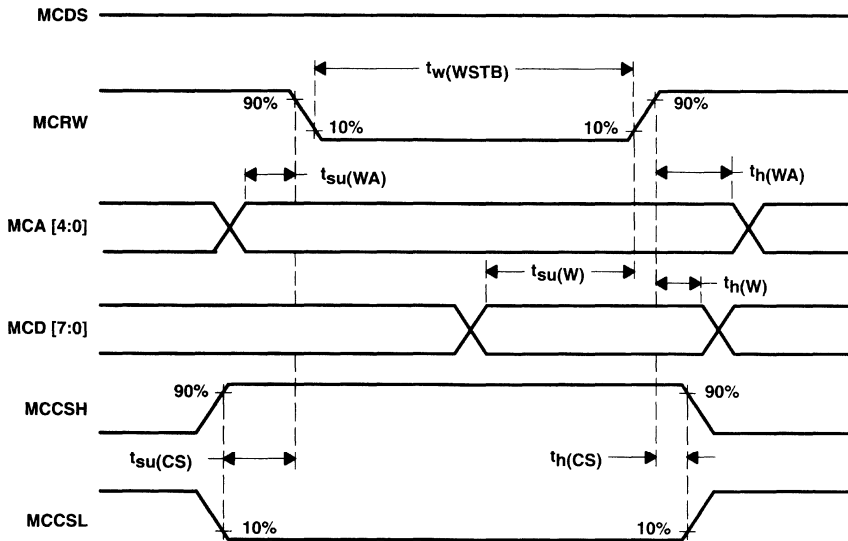 MCDS
tw(WSTB)
MCRW
90%
10%
10%
90%
tsu(WA)
th(WA)
MCA [4:0]
tsu(W)
th(W)
MCD [7:0]
MCCSH
90%
90%
tsu(CS)
th(CS)
MCCSL
10%
10%